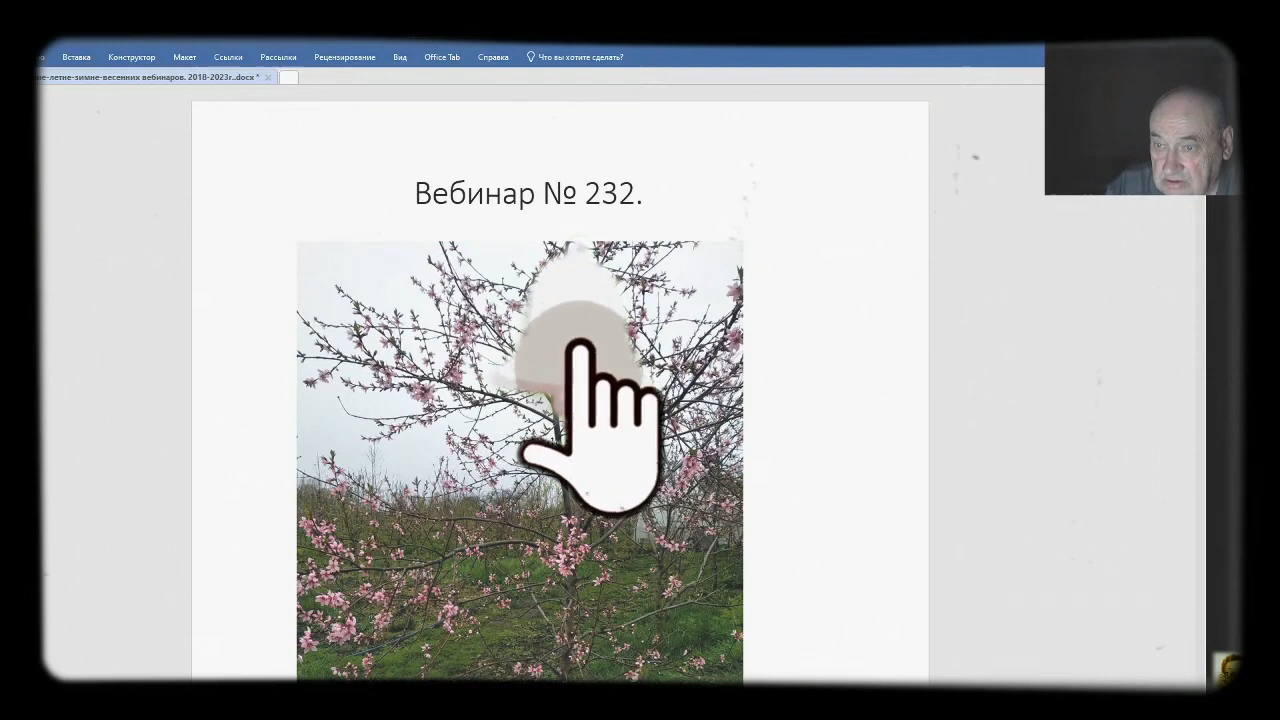 Вставка Конструктор Макет Ссылки Рассылки Рецензирование Вид Office Tab Справка Что вы хотите сделать?
не-летне-зимне-весенних вебинаров. 2018-2023г..docx *
Вебинар № 232.